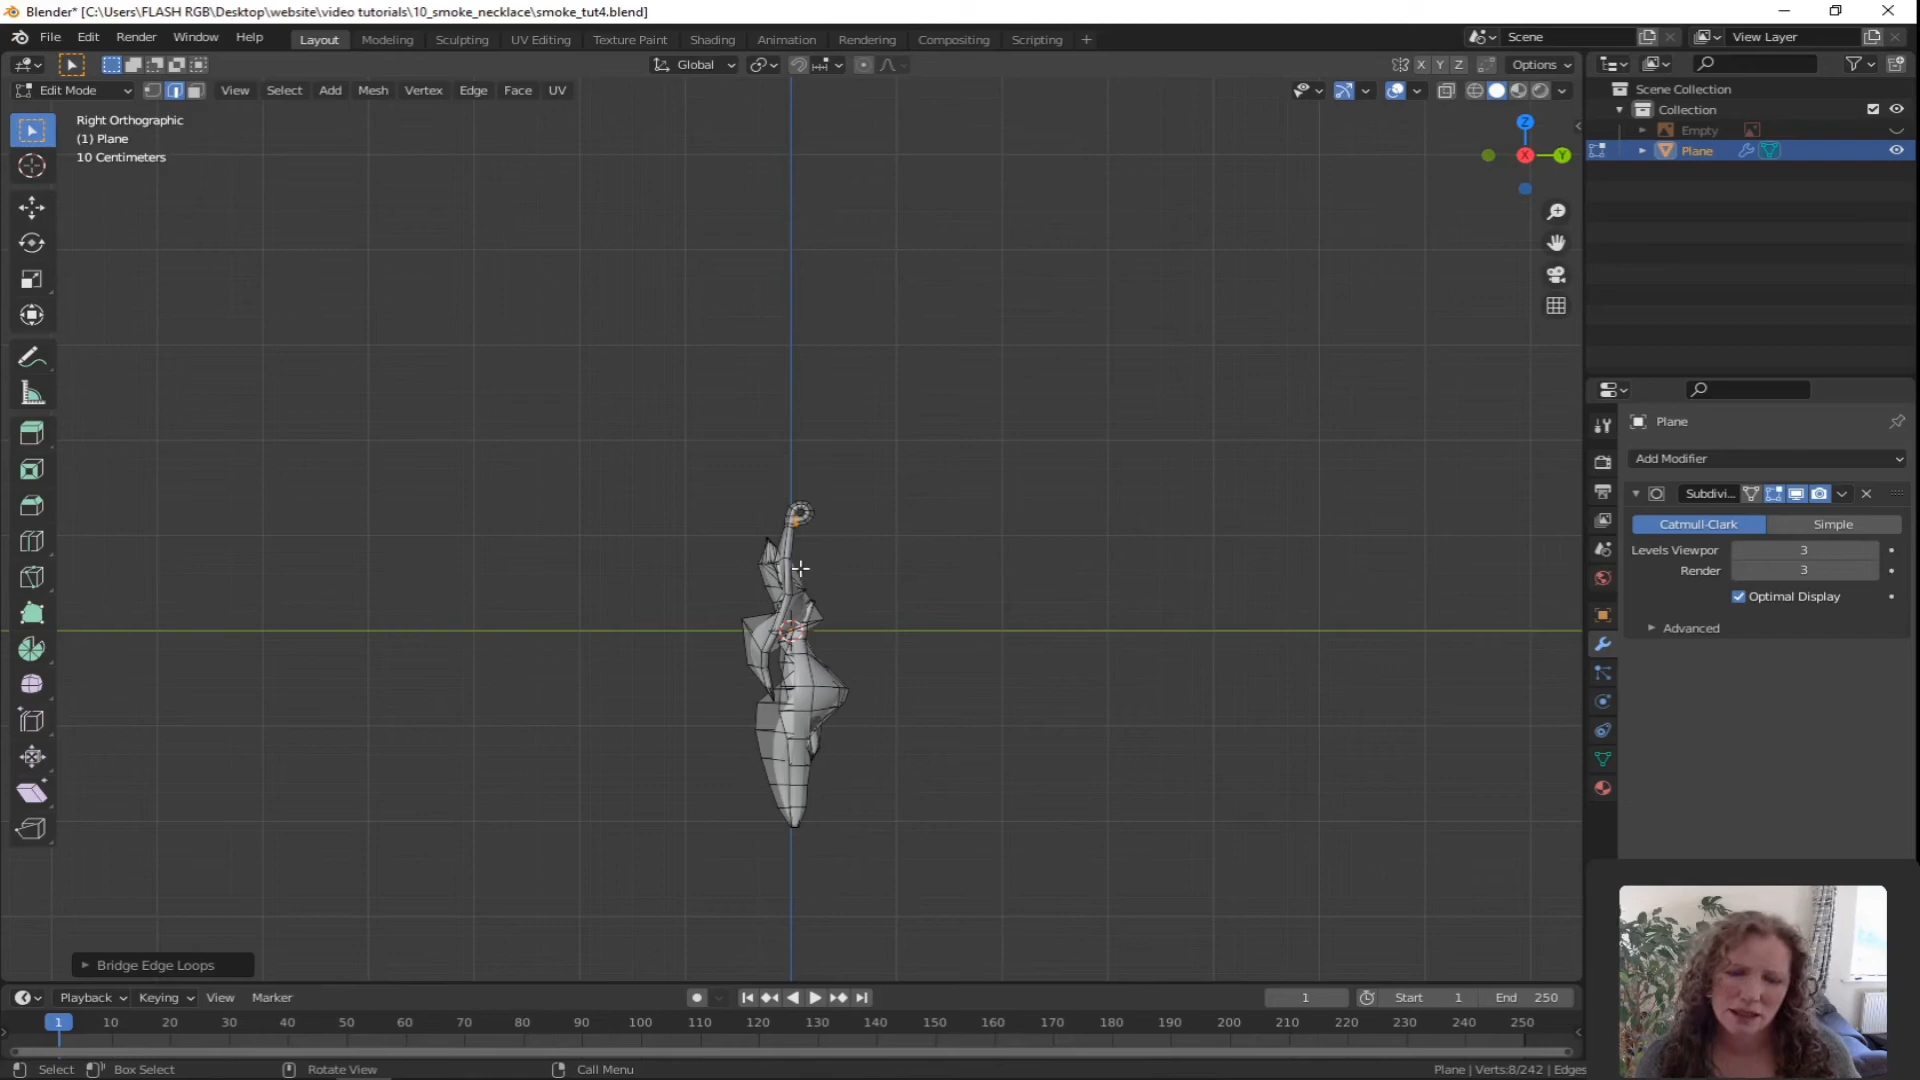 Blender* [C:\Users\FLASH RGB\Desktop\website\video tutorials\10_smoke_necklace\smoke_tut4.blend]
File Edit Render Window Help
Layout Modeling Sculpting UV Editing Texture Paint Shading Animation Rendering Compositing Scripting +
Scene
View Layer
Global
X Y Z
Options
Edit Mode
View Select Add Mesh Vertex Edge Face UV
Right Orthographic
(1) Plane
10 Centimeters
Z
X
Y
Scene Collection
Collection
Empty
Plane
Plane
Add Modifier
Subdivi...
Catmull-Clark Simple
Levels Viewpor 3
Render 3
Optimal Display
Advanced
Bridge Edge Loops
Playback Keying View Marker
1
Start 1
End 250
1 10 20 30 40 50 60 70 80 90 100 110 120 130 140 150 160 170 180 190 200 210 220 230 240 250
Select Box Select Rotate View Call Menu
Plane | Verts:8/242 | Edges